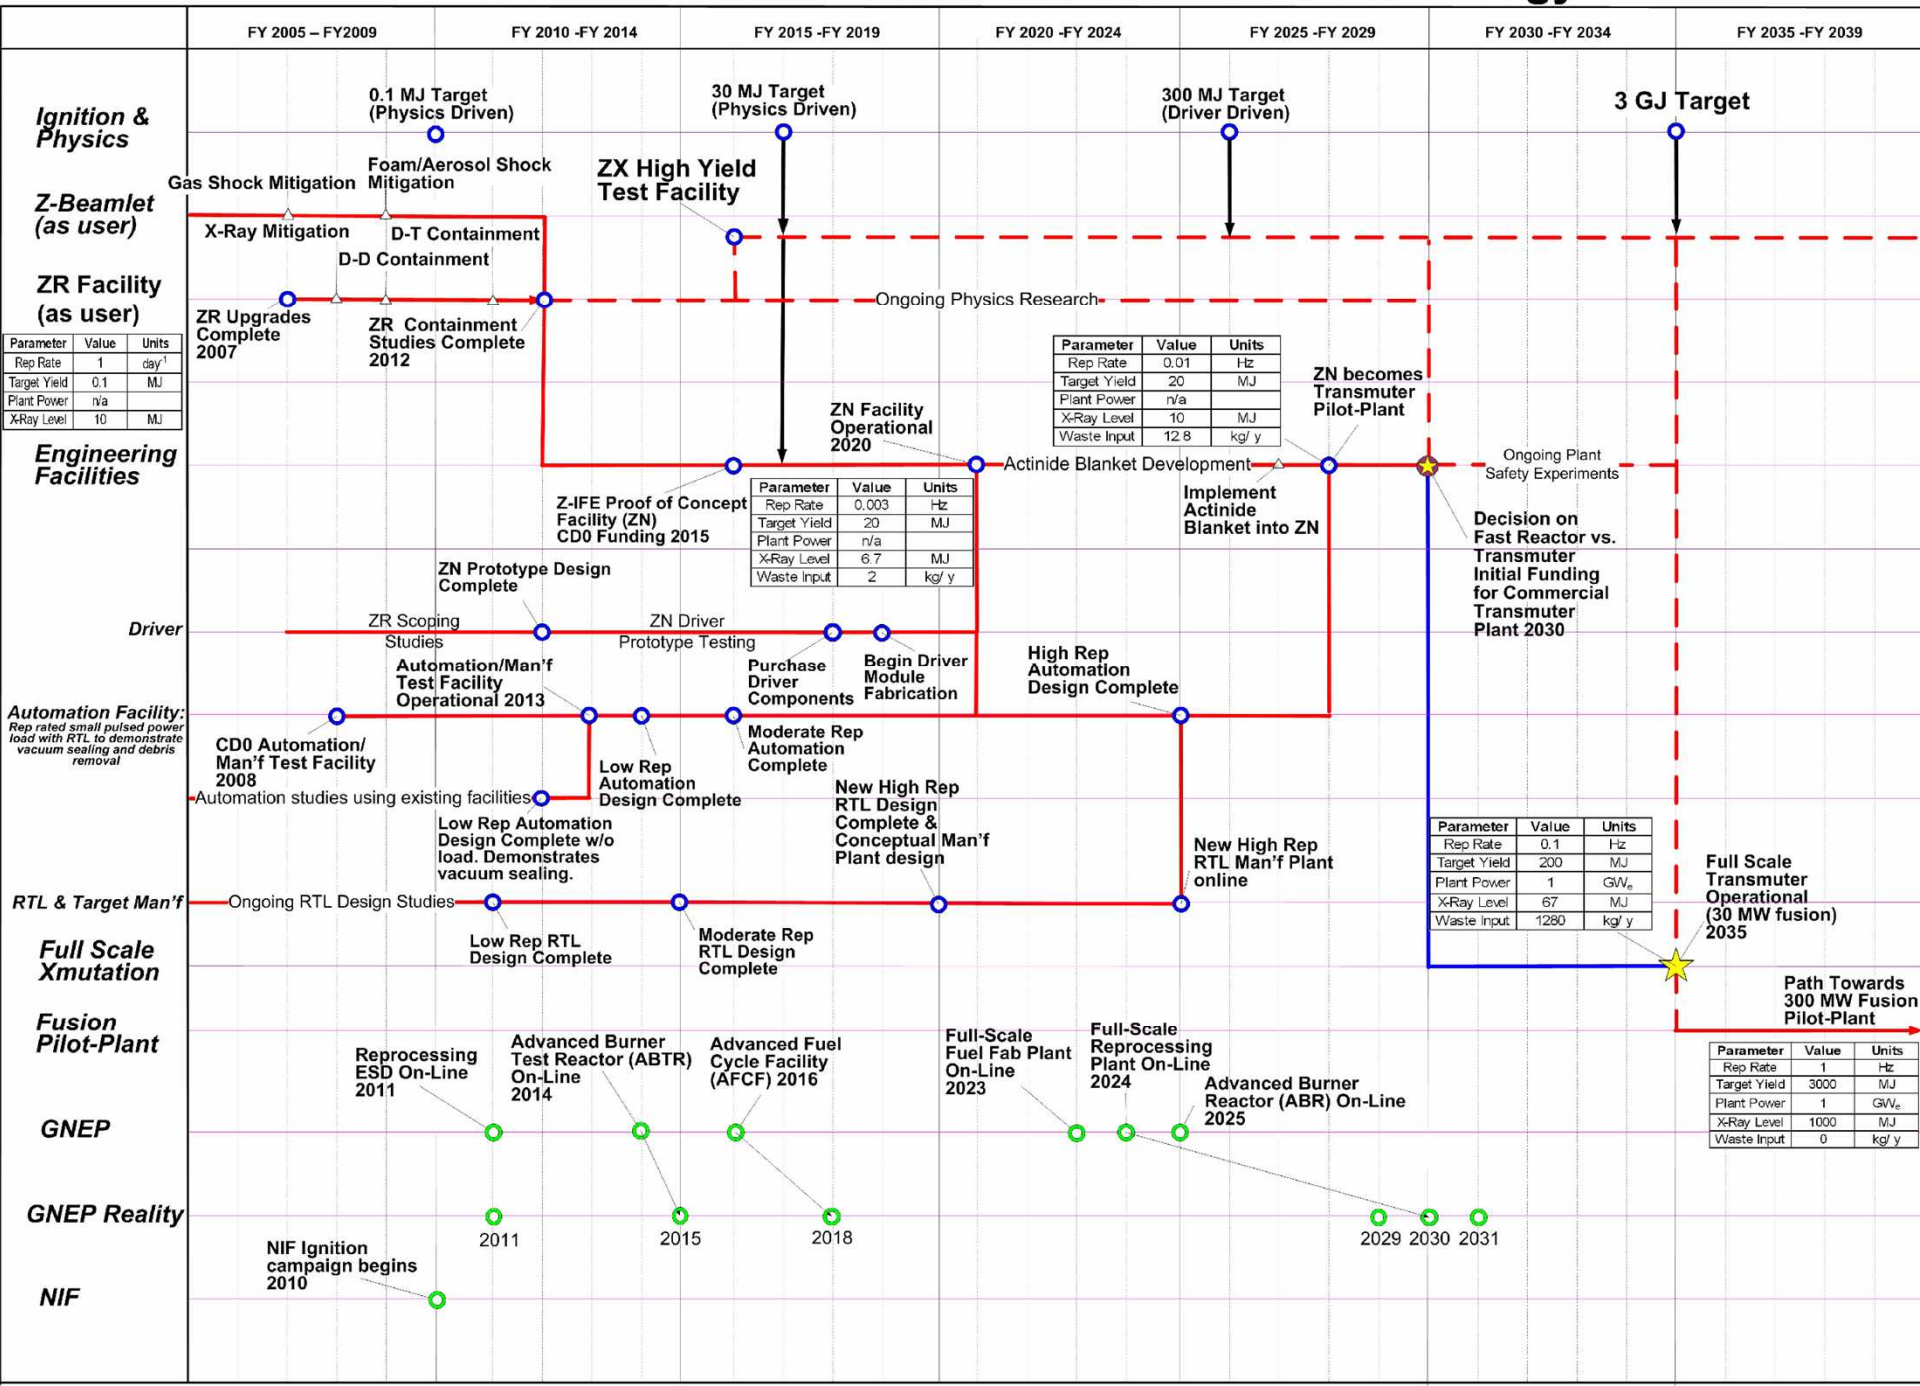 FY 2005 – FY2009
FY 2010 -FY 2014
FY 2015 -FY 2019
FY 2020 -FY 2024
FY 2025 -FY 2029
FY 2030 -FY 2034
FY 2035 -FY 2039
Ignition &
Physics
0.1 MJ Target
(Physics Driven)
30 MJ Target
(Physics Driven)
300 MJ Target
(Driver Driven)
3 GJ Target
Z-Beamlet
(as user)
Gas Shock Mitigation
Foam/Aerosol Shock
Mitigation
ZX High Yield
Test Facility
X-Ray Mitigation
D-T Containment
D-D Containment
ZR Facility
(as user)
ZR Upgrades
Complete
2007
ZR Containment
Studies Complete
2012
Ongoing Physics Research
Parameter Value Units
Rep Rate 1 day-1
Target Yield 0.1 MJ
Plant Power n/a
X-Ray Level 10 MJ
Parameter Value Units
Rep Rate 0.01 Hz
Target Yield 20 MJ
Plant Power n/a
X-Ray Level 10 MJ
Waste Input 12.8 kg/ y
ZN becomes
Transmuter
Pilot-Plant
ZN Facility
Operational
2020
Engineering
Facilities
Actinide Blanket Development
Ongoing Plant
Safety Experiments
Z-IFE Proof of Concept
Facility (ZN)
CD0 Funding 2015
Parameter Value Units
Rep Rate 0.003 Hz
Target Yield 20 MJ
Plant Power n/a
X-Ray Level 6.7 MJ
Waste Input 2 kg/ y
Implement
Actinide
Blanket into ZN
Decision on
Fast Reactor vs.
Transmuter
Initial Funding
for Commercial
Transmuter
Plant 2030
ZN Prototype Design
Complete
Driver
ZR Scoping
Studies
ZN Driver
Prototype Testing
Purchase
Driver
Components
Begin Driver
Module
Fabrication
High Rep
Automation
Design Complete
Automation/Man'f
Test Facility
Operational 2013
Automation Facility:
Rep rated small pulsed power
load with RTL to demonstrate
vacuum sealing and debris
removal
CD0 Automation/
Man'f Test Facility
2008
Low Rep
Automation
Design Complete
Moderate Rep
Automation
Complete
Automation studies using existing facilities
Low Rep Automation
Design Complete w/o
load. Demonstrates
vacuum sealing.
New High Rep
RTL Design
Complete &
Conceptual Man'f
Plant design
New High Rep
RTL Man'f Plant
online
Parameter Value Units
Rep Rate 0.1 Hz
Target Yield 200 MJ
Plant Power 1 GWe
X-Ray Level 67 MJ
Waste Input 1280 kg/ y
Full Scale
Transmuter
Operational
(30 MW fusion)
2035
RTL & Target Man'f
Ongoing RTL Design Studies
Low Rep RTL
Design Complete
Moderate Rep
RTL Design
Complete
Full Scale
Xmutation
Path Towards
300 MW Fusion
Pilot-Plant
Fusion
Pilot-Plant
Parameter Value Units
Rep Rate 1 Hz
Target Yield 3000 MJ
Plant Power 1 GWe
X-Ray Level 1000 MJ
Waste Input 0 kg/ y
Reprocessing
ESD On-Line
2011
Advanced Burner
Test Reactor (ABTR)
On-Line
2014
Advanced Fuel
Cycle Facility
(AFCF) 2016
Full-Scale
Fuel Fab Plant
On-Line
2023
Full-Scale
Reprocessing
Plant On-Line
2024
Advanced Burner
Reactor (ABR) On-Line
2025
GNEP
GNEP Reality
2011
2015
2018
2029
2030
2031
NIF Ignition
campaign begins
2010
NIF